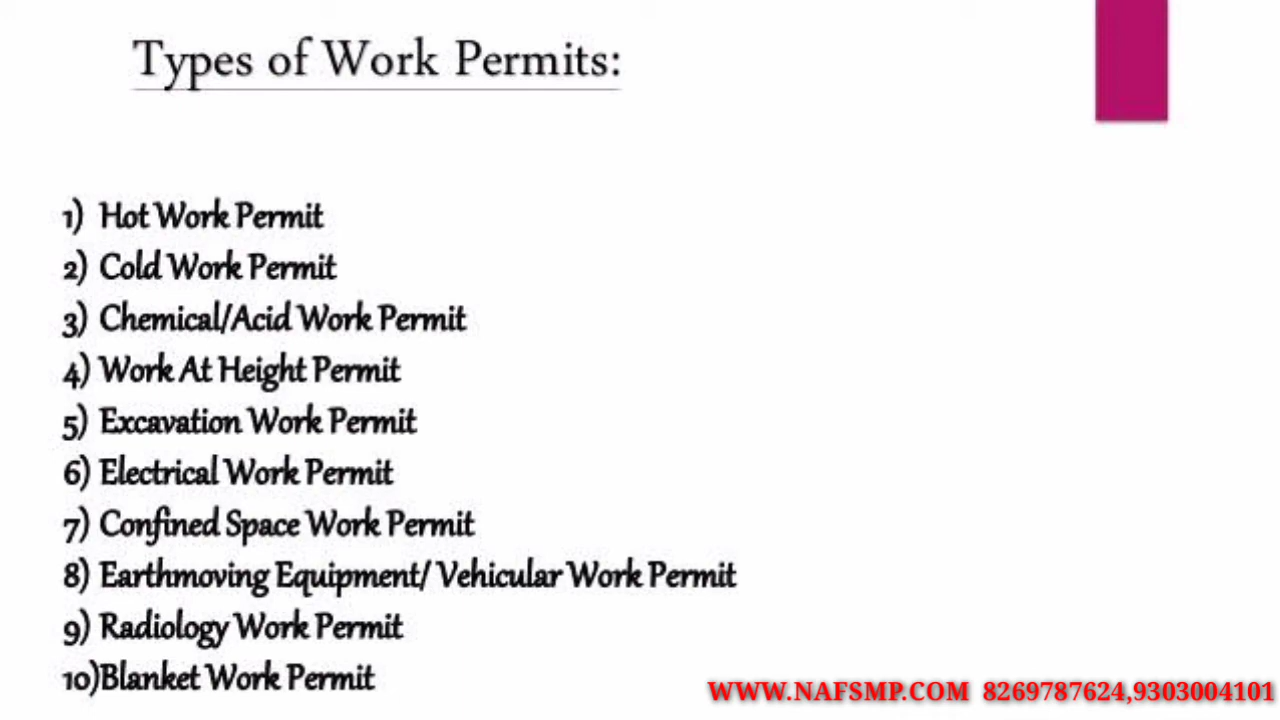 Types of Work Permits:
1) Hot Work Permit
2) Cold Work Permit
3) Chemical/Acid Work Permit
4) Work At Height Permit
5) Excavation Work Permit
6) Electrical Work Permit
7) Confined Space Work Permit
8) Earthmoving Equipment/ Vehicular Work Permit
9) Radiology Work Permit
10)Blanket Work Permit
WWW.NAFSMP.COM 8269787624,9303004101